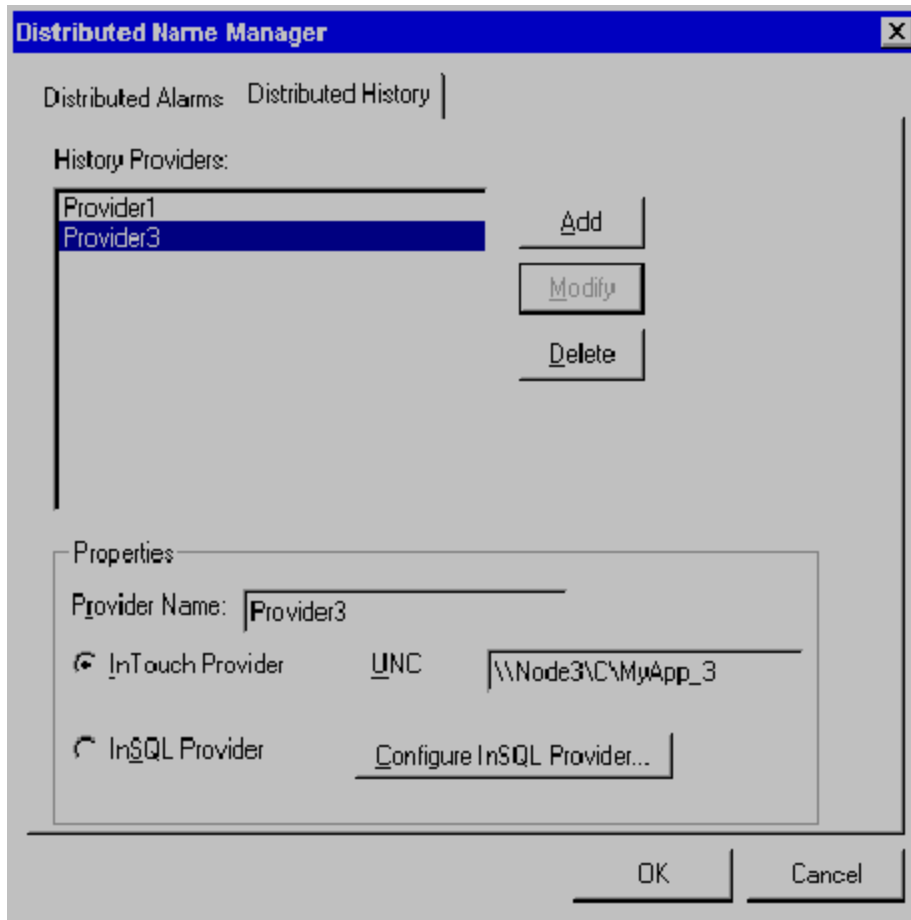 Distributed Name Manager
Distributed Alarms Distributed History
History Providers:
Provider1
Provider3
Add
Modify
Delete
Properties
Provider Name: Provider3
InTouch Provider UNC \\Node3\C\MyApp_3
InSQL Provider Configure InSQL Provider...
OK Cancel